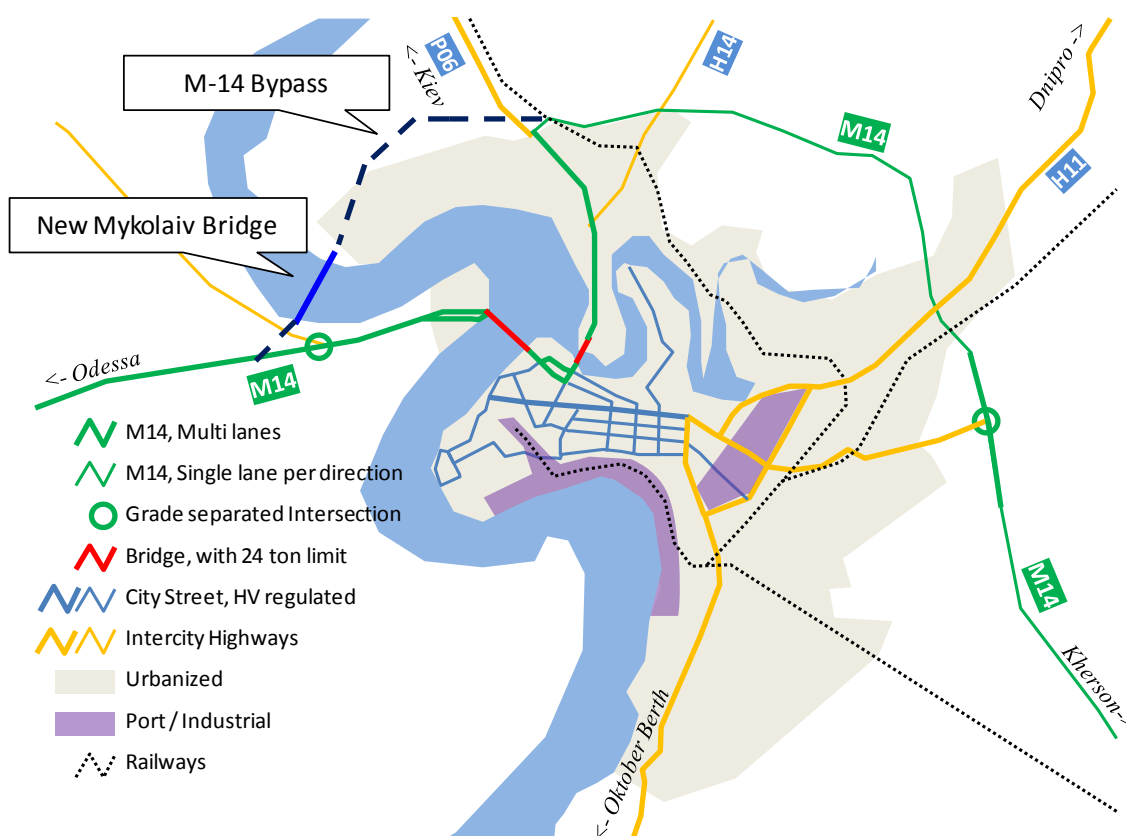 P06
<- Kiev
H14
Dnipro ->
M-14 Bypass
M14
H11
New Mykolaiv Bridge
<- Odessa
M14
M14, Multi lanes
M14, Single lane per direction
Grade separated Intersection
Bridge, with 24 ton limit
City Street, HV regulated
Intercity Highways
Urbanized
Port / Industrial
Railways
M14
Kherson->
<- Oktober Berth